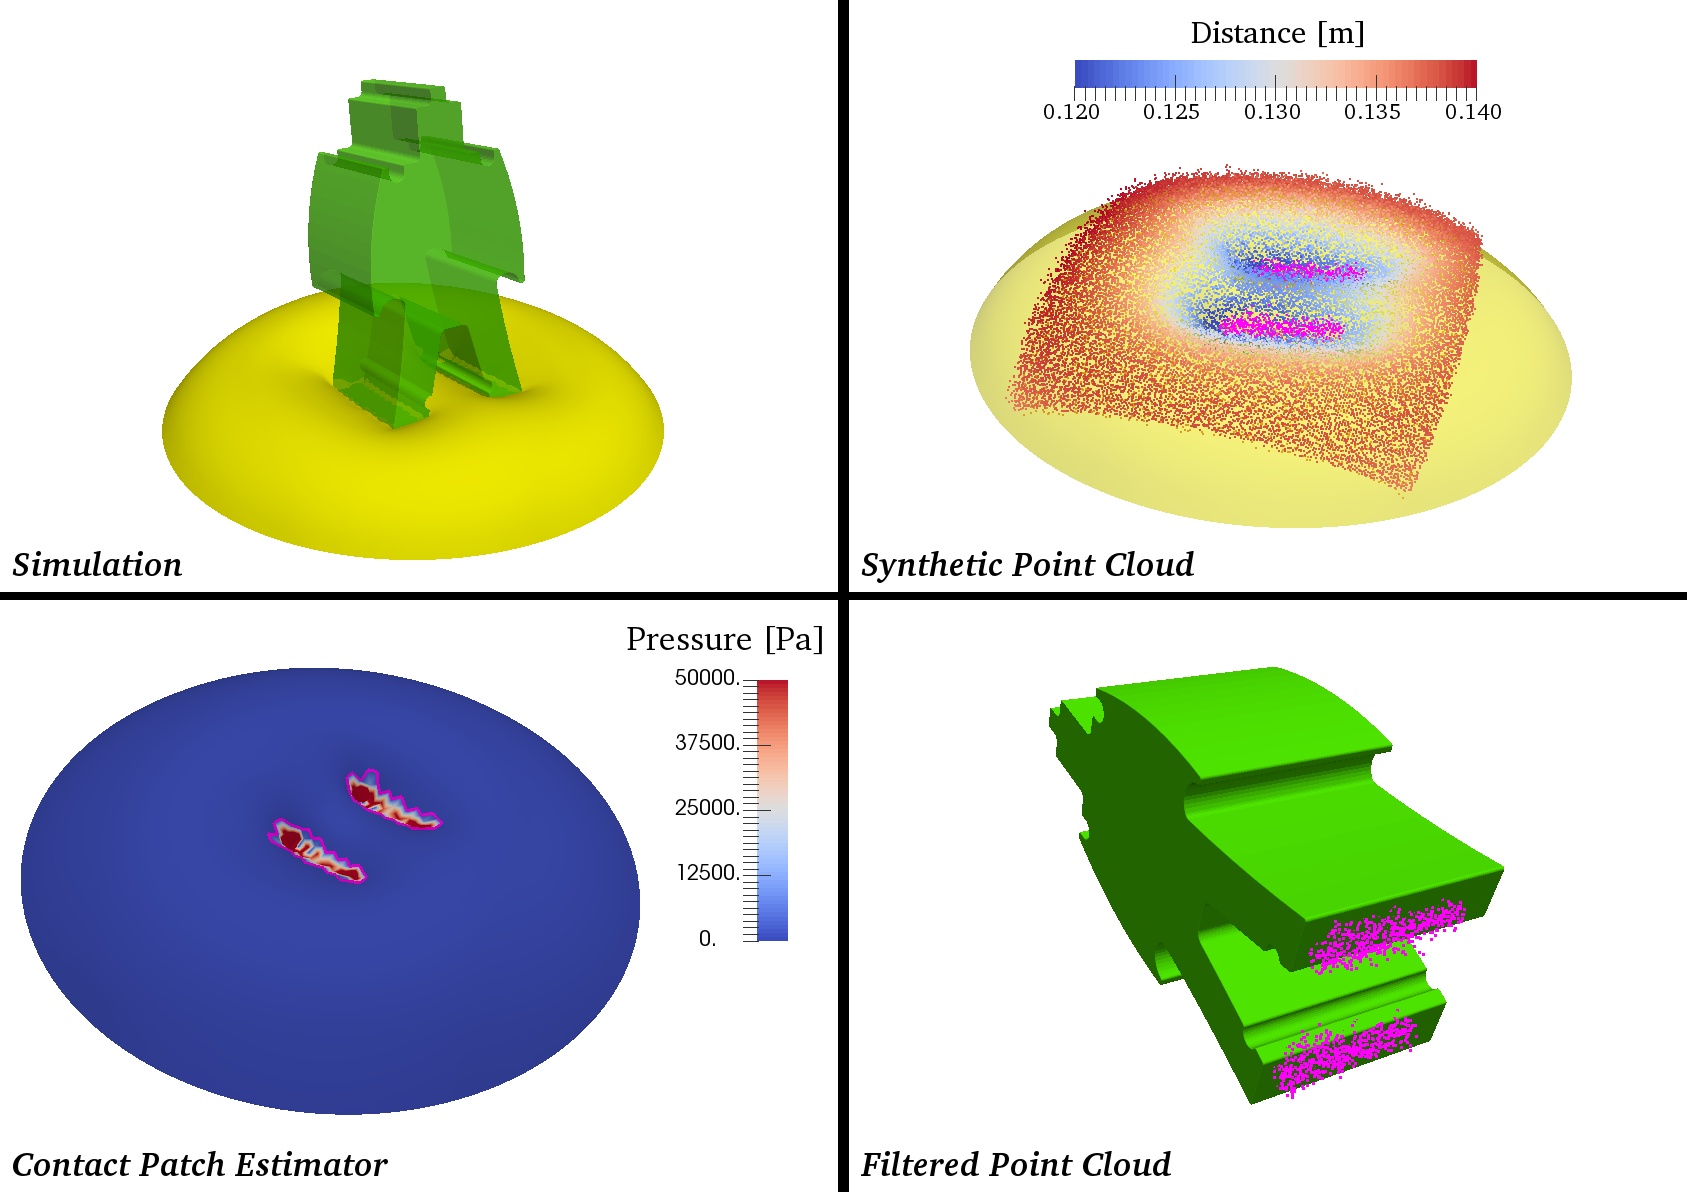 Distance [m]
0.120 0.125 0.130 0.135 0.140
Simulation
Synthetic Point Cloud
Pressure [Pa]
50000.
37500.
25000.
12500.
0.
Contact Patch Estimator
Filtered Point Cloud